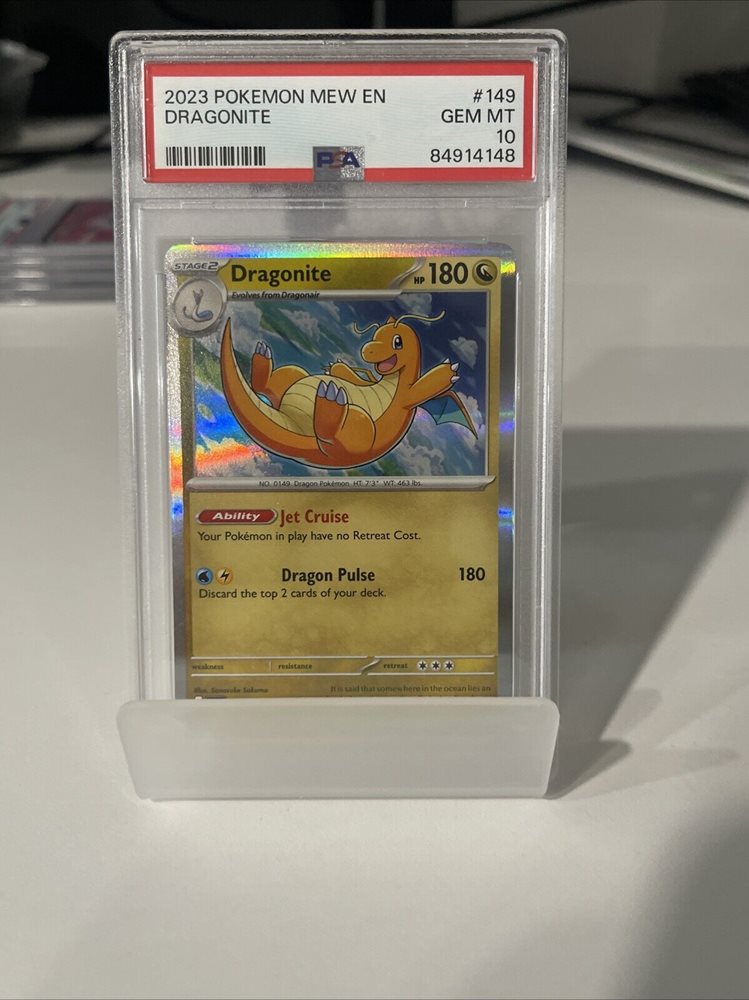 2023 POKEMON MEW EN #149
DRAGONITE GEM MT
10
PSA 84914148
STAGE2 Dragonite HP 180
Evolves from Dragonair
NO. 0149 Dragon Pokémon HT: 7'3" WT: 463 lbs.
Ability Jet Cruise
Your Pokémon in play have no Retreat Cost.
Dragon Pulse 180
Discard the top 2 cards of your deck.
weakness resistance retreat
Illus. Sanosuke Sakuma It is said that somewhere in the ocean lies an